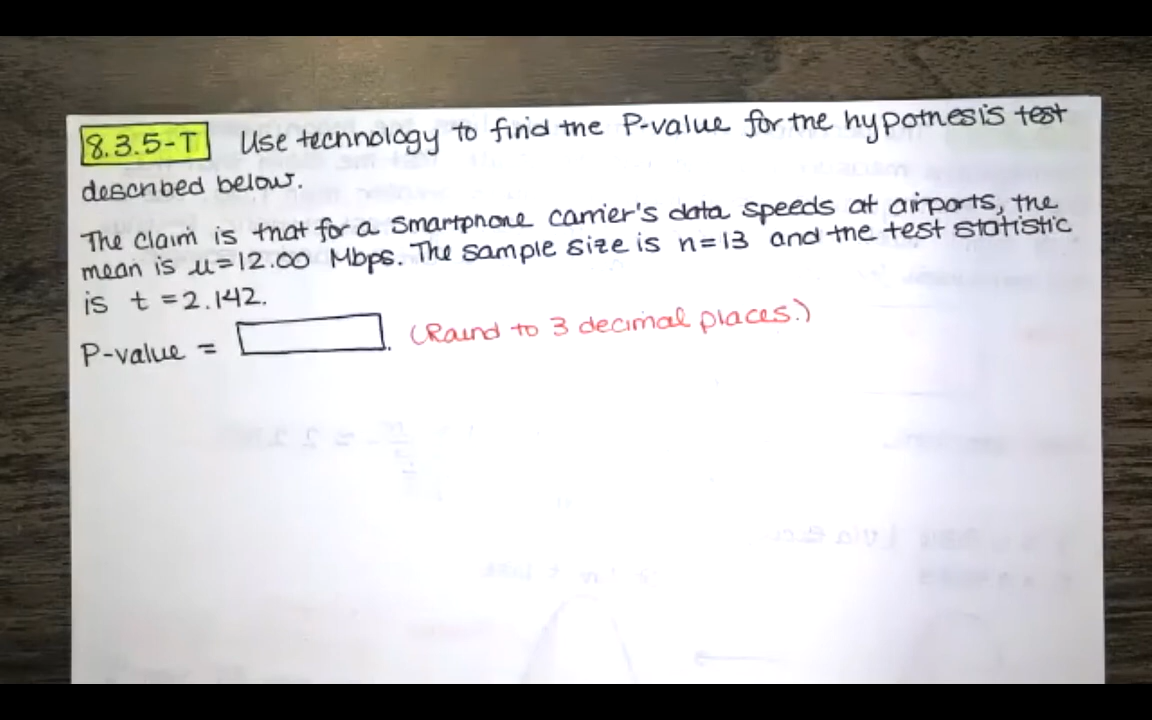 8.3.5-T Use technology to find the P-value for the hypothesis test
described below.
The claim is that for a smartphone carrier's data speeds at airports, the
mean is μ=12.00 Mbps. The sample size is n=13 and the test statistic
is t=2.142.
P-value = . (Round to 3 decimal places.)